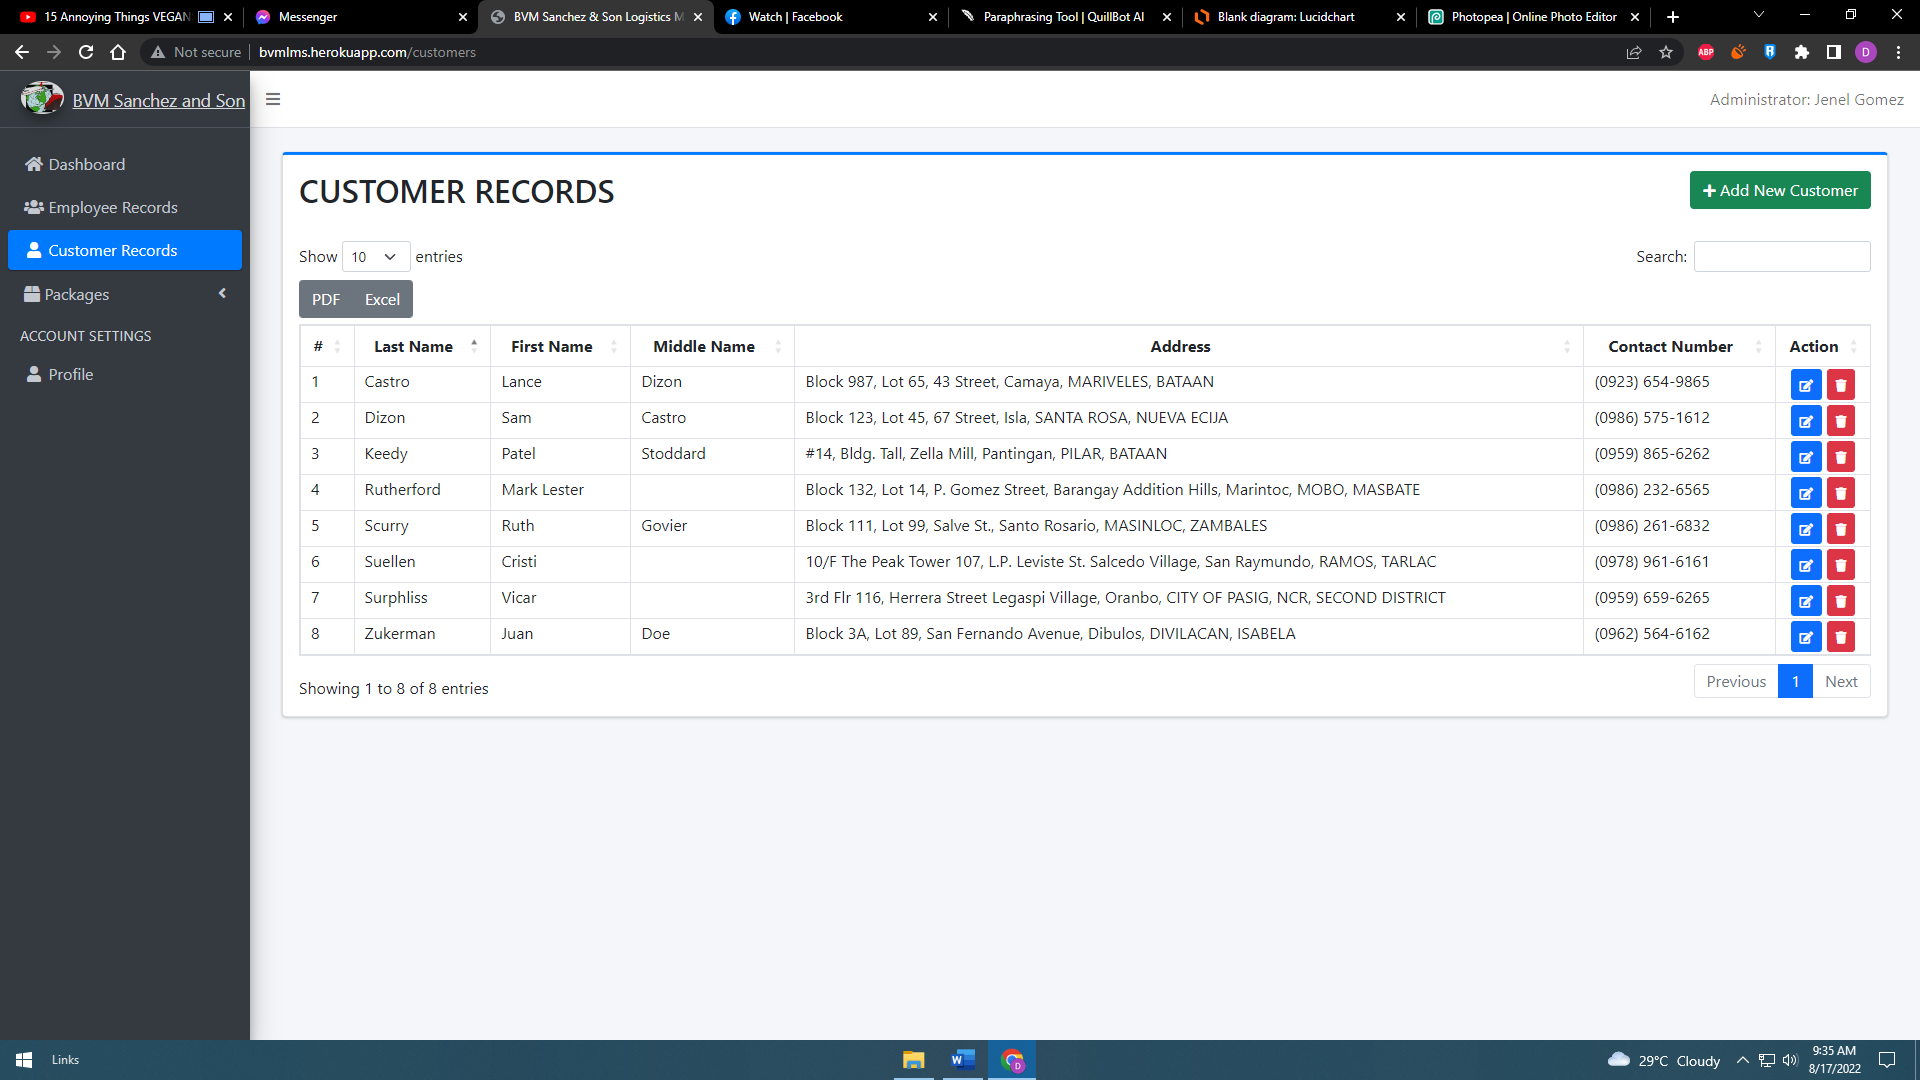 15 Annoying Things VEGAN
Messenger
BVM Sanchez & Son Logistics M
Watch | Facebook
Paraphrasing Tool | QuillBot AI
Blank diagram: Lucidchart
Photopea | Online Photo Editor
Not secure
bvmlms.herokuapp.com/customers
ABP
D
BVM Sanchez and Son
Administrator: Jenel Gomez
Dashboard
Employee Records
Customer Records
Packages
ACCOUNT SETTINGS
Profile
CUSTOMER RECORDS
Add New Customer
Show 10 entries
Search:
PDF Excel
# Last Name First Name Middle Name Address Contact Number Action
1 Castro Lance Dizon Block 987, Lot 65, 43 Street, Camaya, MARIVELES, BATAAN (0923) 654-9865
2 Dizon Sam Castro Block 123, Lot 45, 67 Street, Isla, SANTA ROSA, NUEVA ECIJA (0986) 575-1612
3 Keedy Patel Stoddard #14, Bldg. Tall, Zella Mill, Pantingan, PILAR, BATAAN (0959) 865-6262
4 Rutherford Mark Lester Block 132, Lot 14, P. Gomez Street, Barangay Addition Hills, Marintoc, MOBO, MASBATE (0986) 232-6565
5 Scurry Ruth Govier Block 111, Lot 99, Salve St., Santo Rosario, MASINLOC, ZAMBALES (0986) 261-6832
6 Suellen Cristi 10/F The Peak Tower 107, L.P. Leviste St. Salcedo Village, San Raymundo, RAMOS, TARLAC (0978) 961-6161
7 Surphliss Vicar 3rd Flr 116, Herrera Street Legaspi Village, Oranbo, CITY OF PASIG, NCR, SECOND DISTRICT (0959) 659-6265
8 Zukerman Juan Doe Block 3A, Lot 89, San Fernando Avenue, Dibulos, DIVILACAN, ISABELA (0962) 564-6162
Showing 1 to 8 of 8 entries
Previous 1 Next
Links
W
D
29°C Cloudy
9:35 AM
8/17/2022